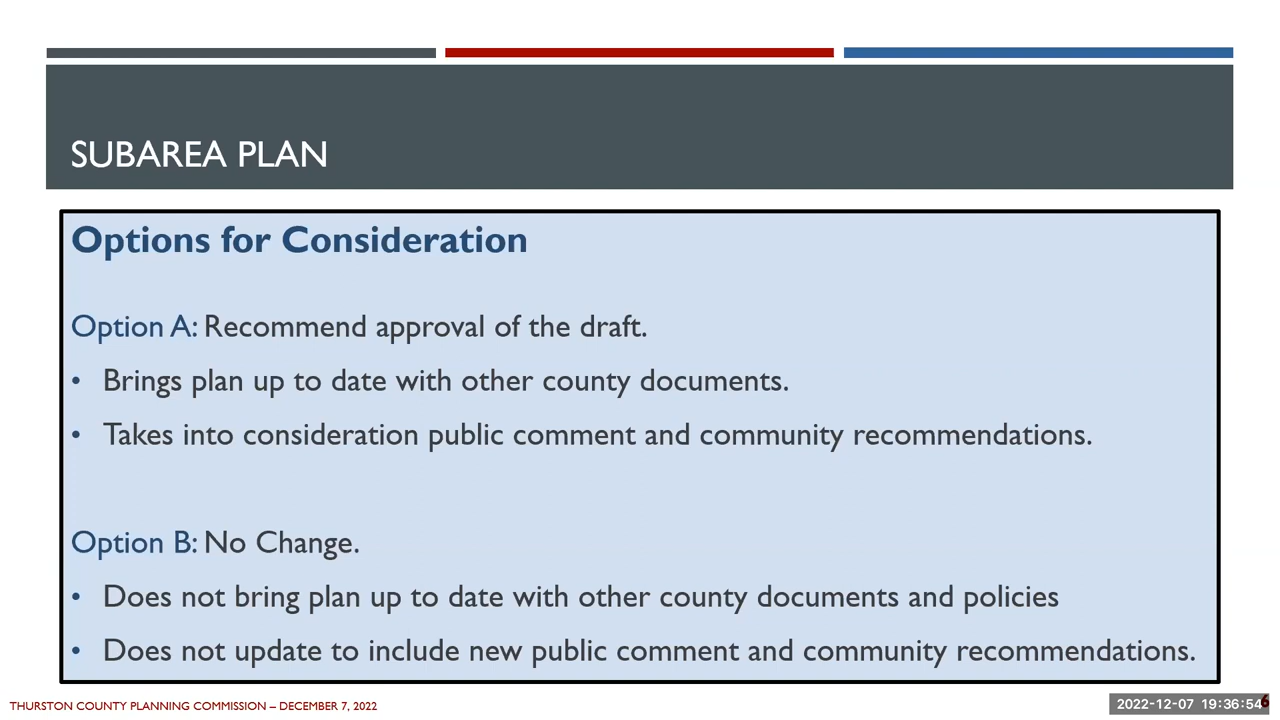 SUBAREA PLAN
Options for Consideration
Option A: Recommend approval of the draft.
• Brings plan up to date with other county documents.
• Takes into consideration public comment and community recommendations.
Option B: No Change.
• Does not bring plan up to date with other county documents and policies
• Does not update to include new public comment and community recommendations.
THURSTON COUNTY PLANNING COMMISSION – DECEMBER 7, 2022
2022-12-07 19:36:54
6